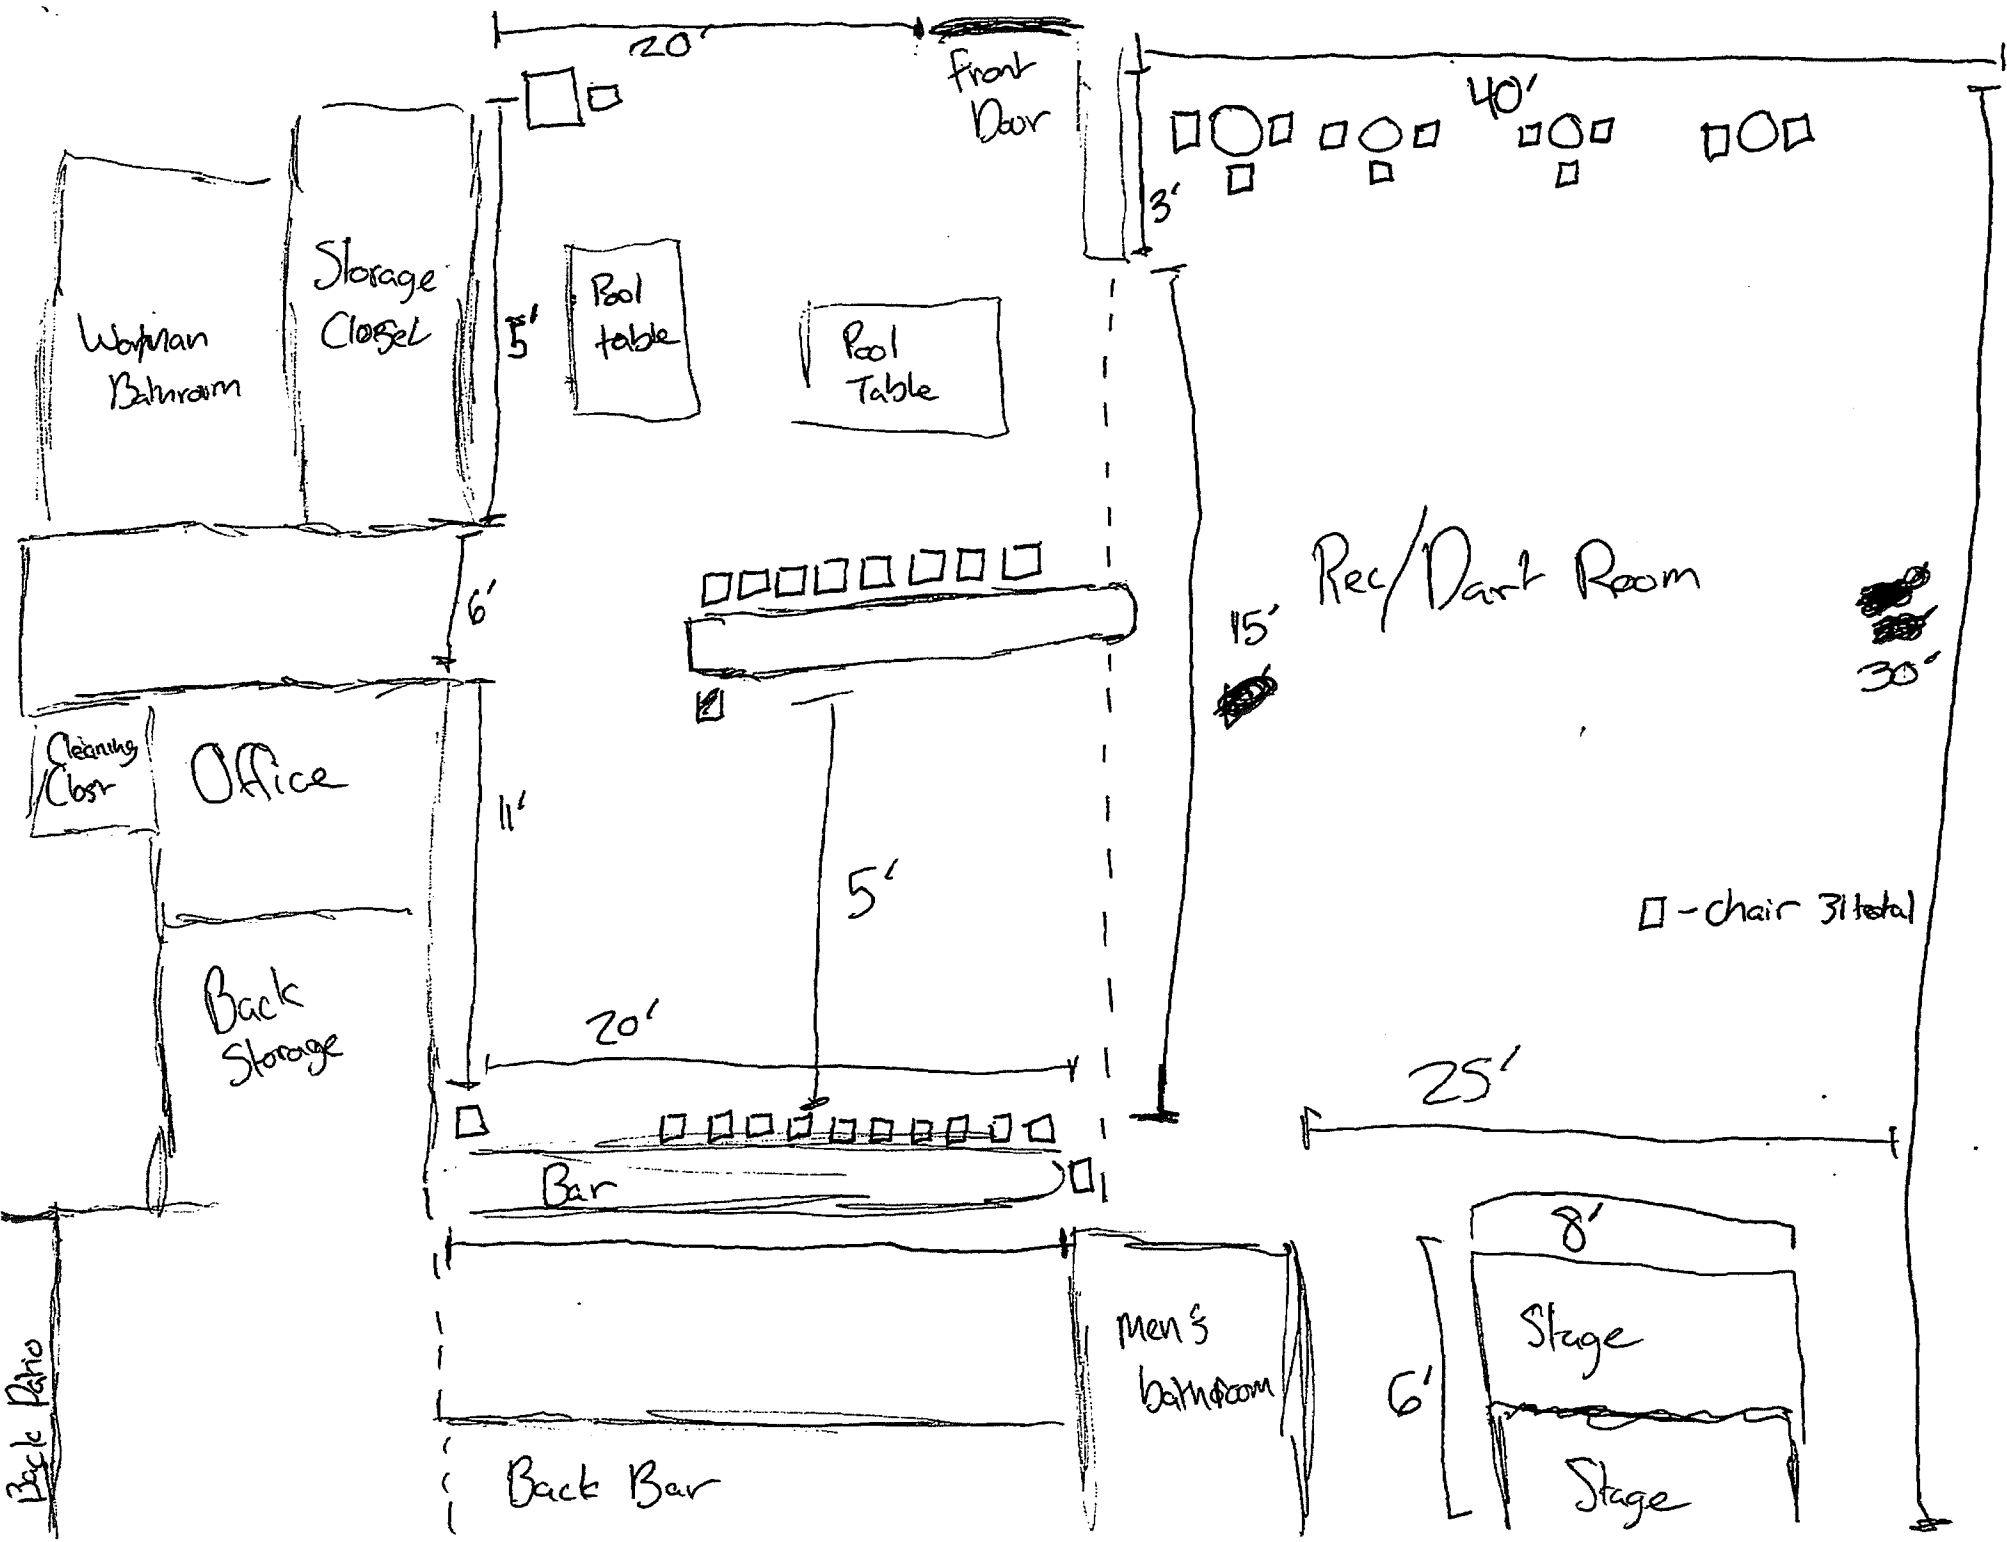 20'
Front
Door
40'
3'
Storage
Closet
5'
Pool
table
Pool
Table
Woman
Bathroom
Rec/Dart Room
6'
15'
30'
Cleaning
Closr
Office
11'
5'
□ - chair 31 total
Back
Storage
20'
25'
Bar
8'
Men's
bathroom
Stage
6'
Back Patio
Back Bar
Stage